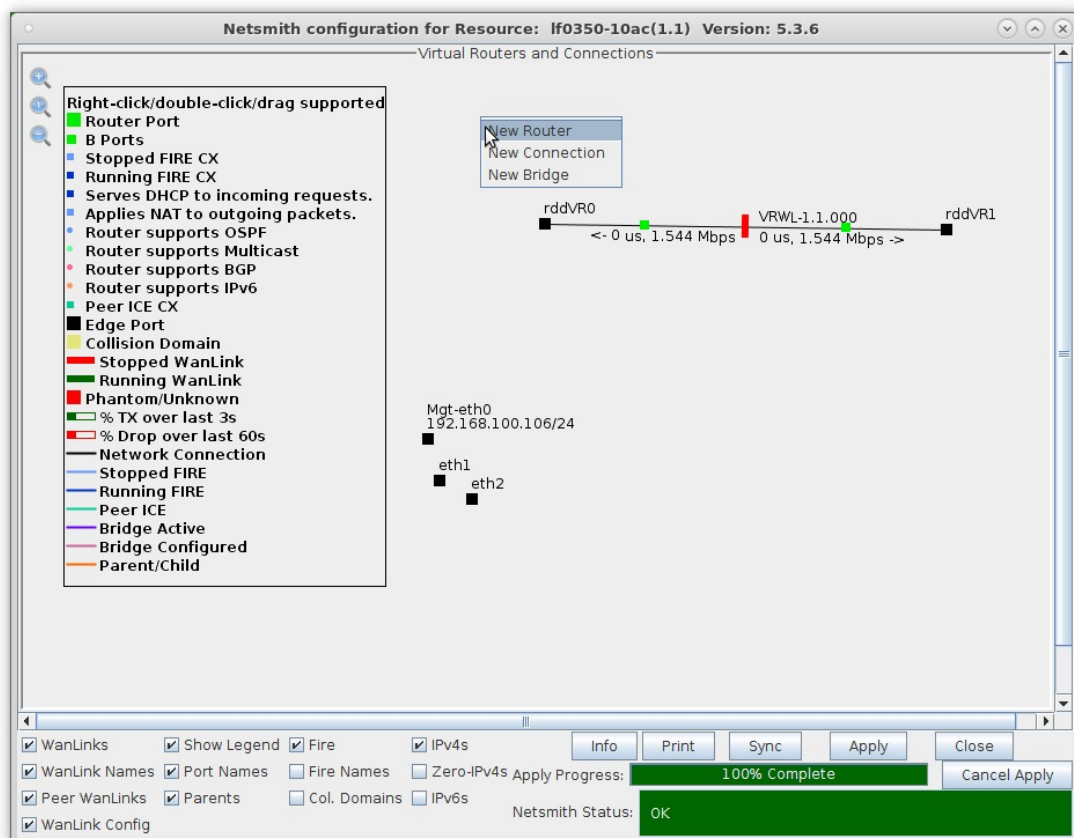 Netsmith configuration for Resource: lf0350-10ac(1.1) Version: 5.3.6
Virtual Routers and Connections
Right-click/double-click/drag supported
Router Port
B Ports
Stopped FIRE CX
Running FIRE CX
Serves DHCP to incoming requests.
Applies NAT to outgoing packets.
Router supports OSPF
Router supports Multicast
Router supports BGP
Router supports IPv6
Peer ICE CX
Edge Port
Collision Domain
Stopped WanLink
Running WanLink
Phantom/Unknown
% TX over last 3s
% Drop over last 60s
Network Connection
Stopped FIRE
Running FIRE
Peer ICE
Bridge Active
Bridge Configured
Parent/Child
New Router
New Connection
New Bridge
rddVR0
VRWL-1.1.000
rddVR1
<- 0 us, 1.544 Mbps
0 us, 1.544 Mbps ->
Mgt-eth0
192.168.100.106/24
eth1
eth2
WanLinks Show Legend Fire IPv4s Info Print Sync Apply Close
WanLink Names Port Names Fire Names Zero-IPv4s Apply Progress: 100% Complete Cancel Apply
Peer WanLinks Parents Col. Domains IPv6s Netsmith Status: OK
WanLink Config